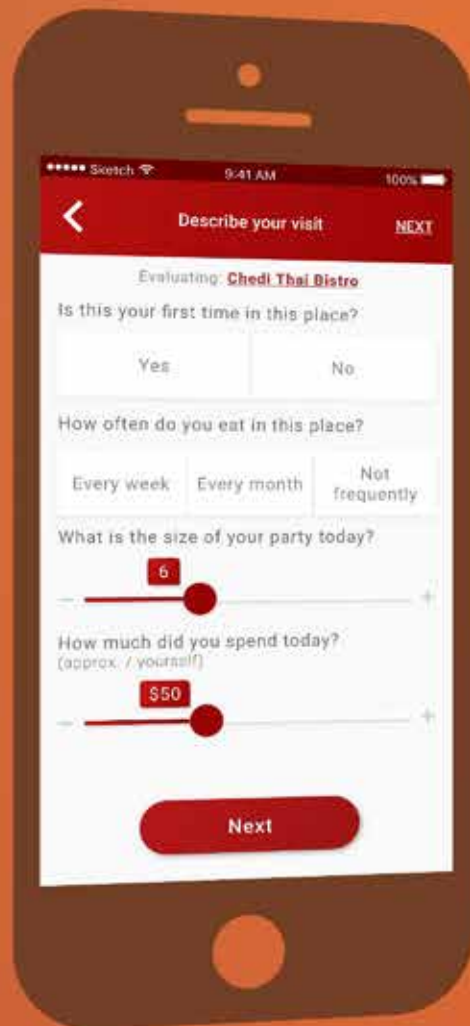 Sketch 9:41 AM 100%
Describe your visit NEXT
Evaluating: Chedi Thai Bistro
Is this your first time in this place?
Yes No
How often do you eat in this place?
Every week Every month Not frequently
What is the size of your party today?
6
- +
How much did you spend today?
(approx. / yourself)
$50
- +
Next